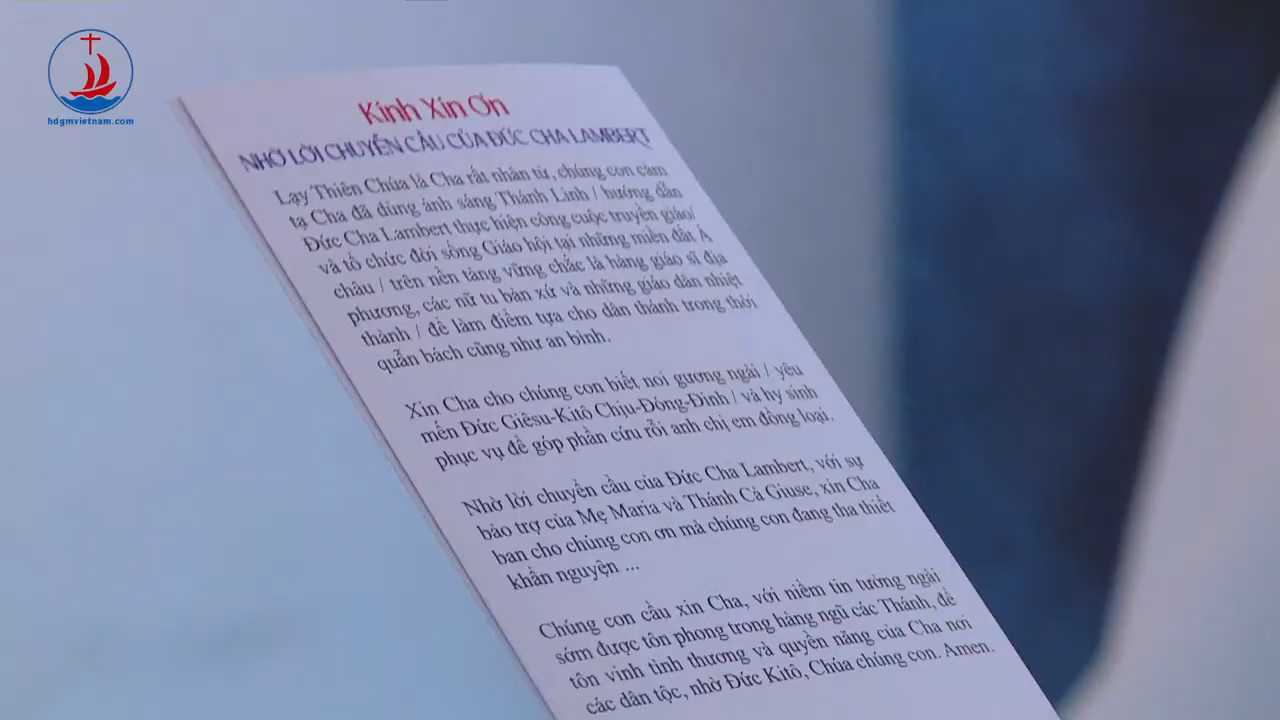 hdgmvietnam.com
Kính Xin Ơn
NHỜ LỜI CHUYỂN CẦU CỦA ĐỨC CHA LAMBERT
Lạy Thiên Chúa là Cha rất nhân từ, chúng con cảm
tạ Cha đã dùng ánh sáng Thánh Linh / hướng dẫn
Đức Cha Lambert thực hiện công cuộc truyền giáo/
và tổ chức đời sống Giáo hội tại những miền đất Á
châu / trên nền tảng vững chắc là hàng giáo sĩ địa
phương, các nữ tu bản xứ và những giáo dân nhiệt
thành / để làm điểm tựa cho dân thánh trong thời
quẫn bách cũng như an bình.
Xin Cha cho chúng con biết noi gương ngài / yêu
mến Đức Giêsu-Kitô Chịu-Đóng-Đinh / và hy sinh
phục vụ để góp phần cứu rỗi anh chị em đồng loại.
Nhờ lời chuyển cầu của Đức Cha Lambert, với sự
bảo trợ của Mẹ Maria và Thánh Cả Giuse, xin Cha
ban cho chúng con ơn mà chúng con đang tha thiết
khẩn nguyện ...
Chúng con cầu xin Cha, với niềm tin tưởng ngài
sớm được tôn phong trong hàng ngũ các Thánh, để
tôn vinh tình thương và quyền năng của Cha nơi
các dân tộc, nhờ Đức Kitô, Chúa chúng con. Amen.